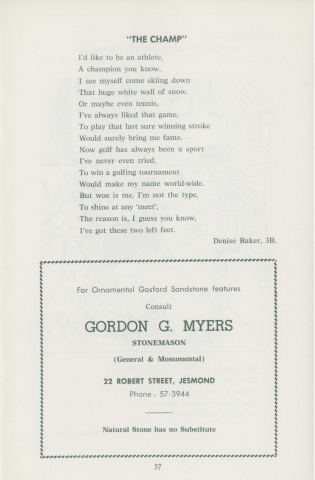 "THE CHAMP"
I'd like to be an athlete,
A champion you know,
I see myself come skiing down
That huge white wall of snow.
Or maybe even tennis,
I've always liked that game,
To play that last sure winning stroke
Would surely bring me fame.
Now golf has always been a sport
I've never even tried,
To win a golfing tournament
Would make my name world-wide.
But woe is me, I'm not the type,
To shine at any 'meet',
The reason is, I guess you know,
I've got these two left feet.
Denise Baker, 3B.
For Ornamental Gosford Sandstone features
Consult
GORDON G. MYERS
STONEMASON
(General & Monumental)
22 ROBERT STREET, JESMOND
Phone : 57-3944
Natural Stone has no Substitute
57